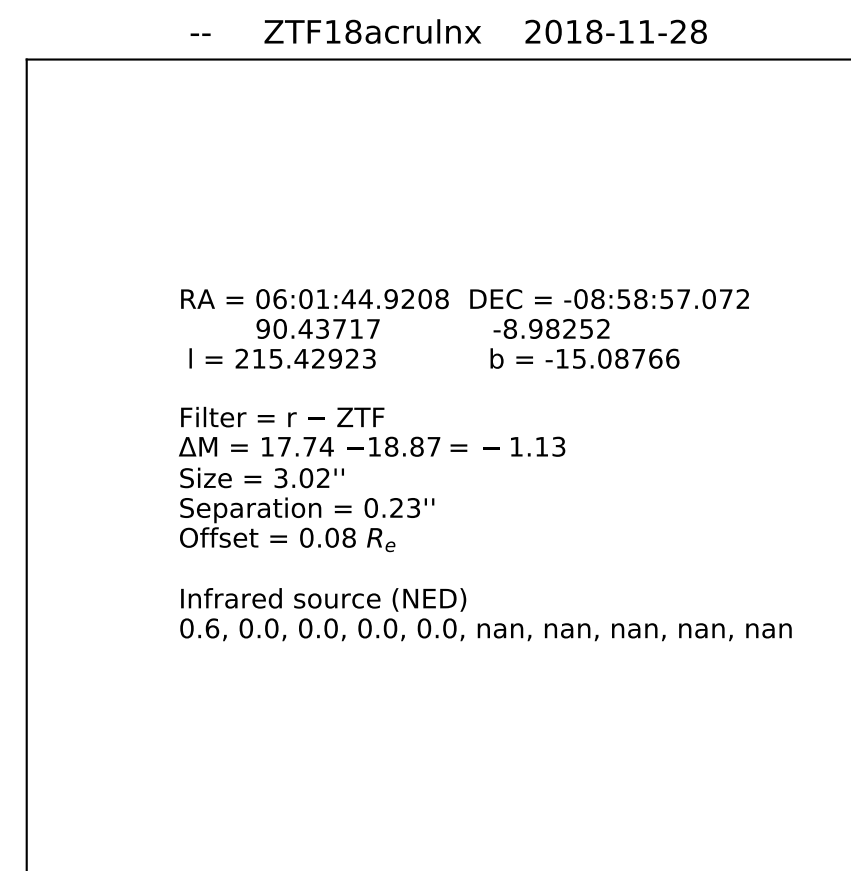 -- ZTF18acrulnx 2018-11-28
RA = 06:01:44.9208 DEC = -08:58:57.072
90.43717 -8.98252
l = 215.42923 b = -15.08766
Filter = r − ZTF
ΔM = 17.74 −18.87 = − 1.13
Size = 3.02''
Separation = 0.23''
Offset = 0.08 Re
Infrared source (NED)
0.6, 0.0, 0.0, 0.0, 0.0, nan, nan, nan, nan, nan